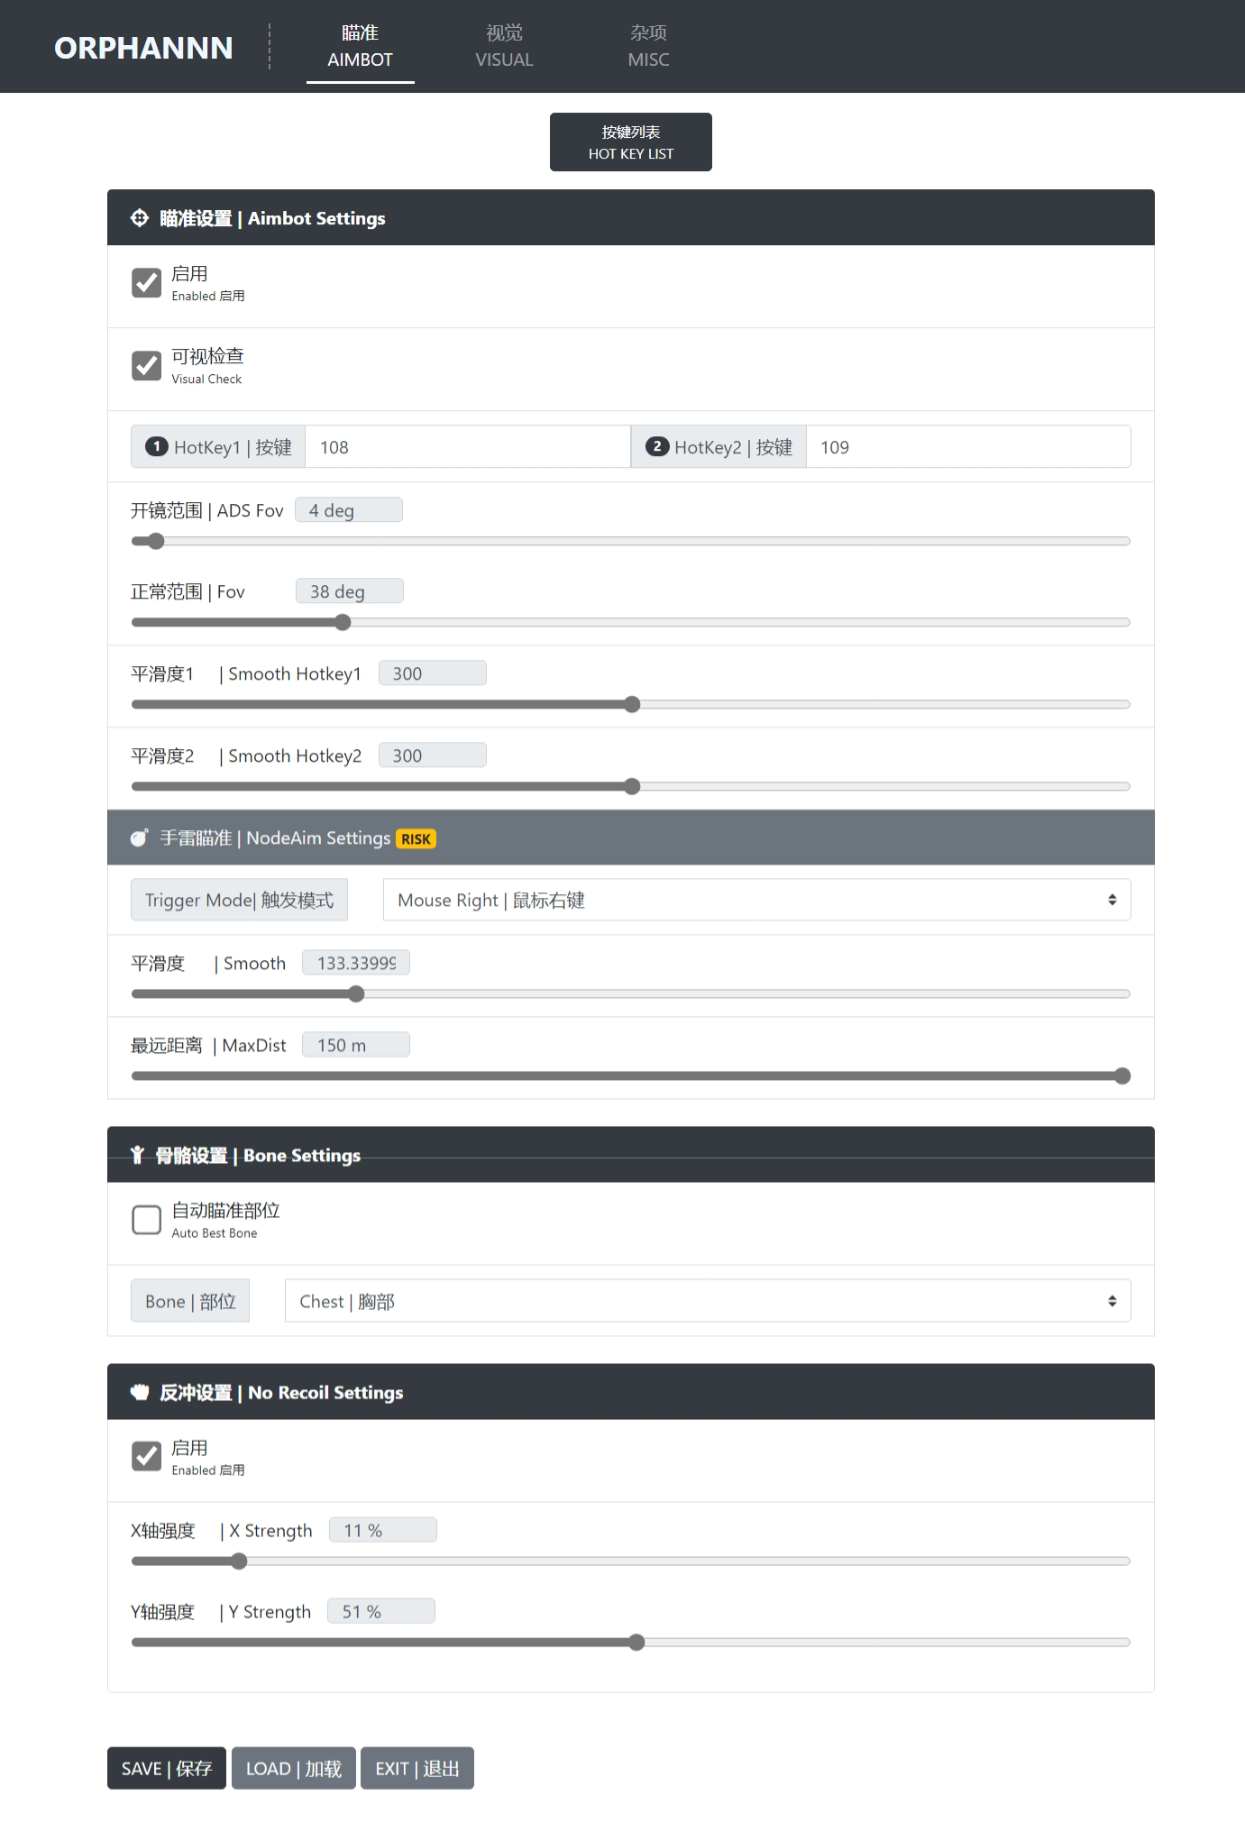 ORPHANNN
瞄准
AIMBOT
视觉
VISUAL
杂项
MISC
按键列表
HOT KEY LIST
瞄准设置 | Aimbot Settings
启用
Enabled 启用
可视检查
Visual Check
1 HotKey1 | 按键 108 2 HotKey2 | 按键 109
开镜范围 | ADS Fov 4 deg
正常范围 | Fov 38 deg
平滑度1 | Smooth Hotkey1 300
平滑度2 | Smooth Hotkey2 300
手雷瞄准 | NodeAim Settings RISK
Trigger Mode| 触发模式 Mouse Right | 鼠标右键
平滑度 | Smooth 133.33999
最远距离 | MaxDist 150 m
骨骼设置 | Bone Settings
自动瞄准部位
Auto Best Bone
Bone | 部位 Chest | 胸部
反冲设置 | No Recoil Settings
启用
Enabled 启用
X轴强度 | X Strength 11 %
Y轴强度 | Y Strength 51 %
SAVE | 保存 LOAD | 加载 EXIT | 退出